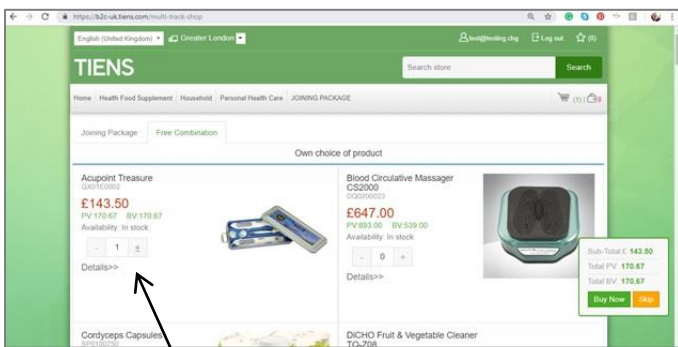 https://b2c-uk.tiens.com/multi-track-shop
English (United Kingdom) Greater London test@testing.cbg Log out (0)
TIENS
Search store Search
Home Health Food Supplement Household Personal Health Care JOINING PACKAGE (1) | 0
Joining Package Free Combination
Own choice of product
Acupoint Treasure
QX01E0002
£143.50
PV:170.67 BV:170.67
Availability: In stock
- 1 +
Details>>
Blood Circulative Massager
CS2000
£647.00
PV:693.00 BV:539.00
Availability: In stock
- 0 +
Details>>
Sub-Total:£ 143.50
Total PV: 170.67
Total BV: 170.67
Buy Now Skip
Cordyceps Capsules
SP0100750
DiCHO Fruit & Vegetable Cleaner
TQ-Z08